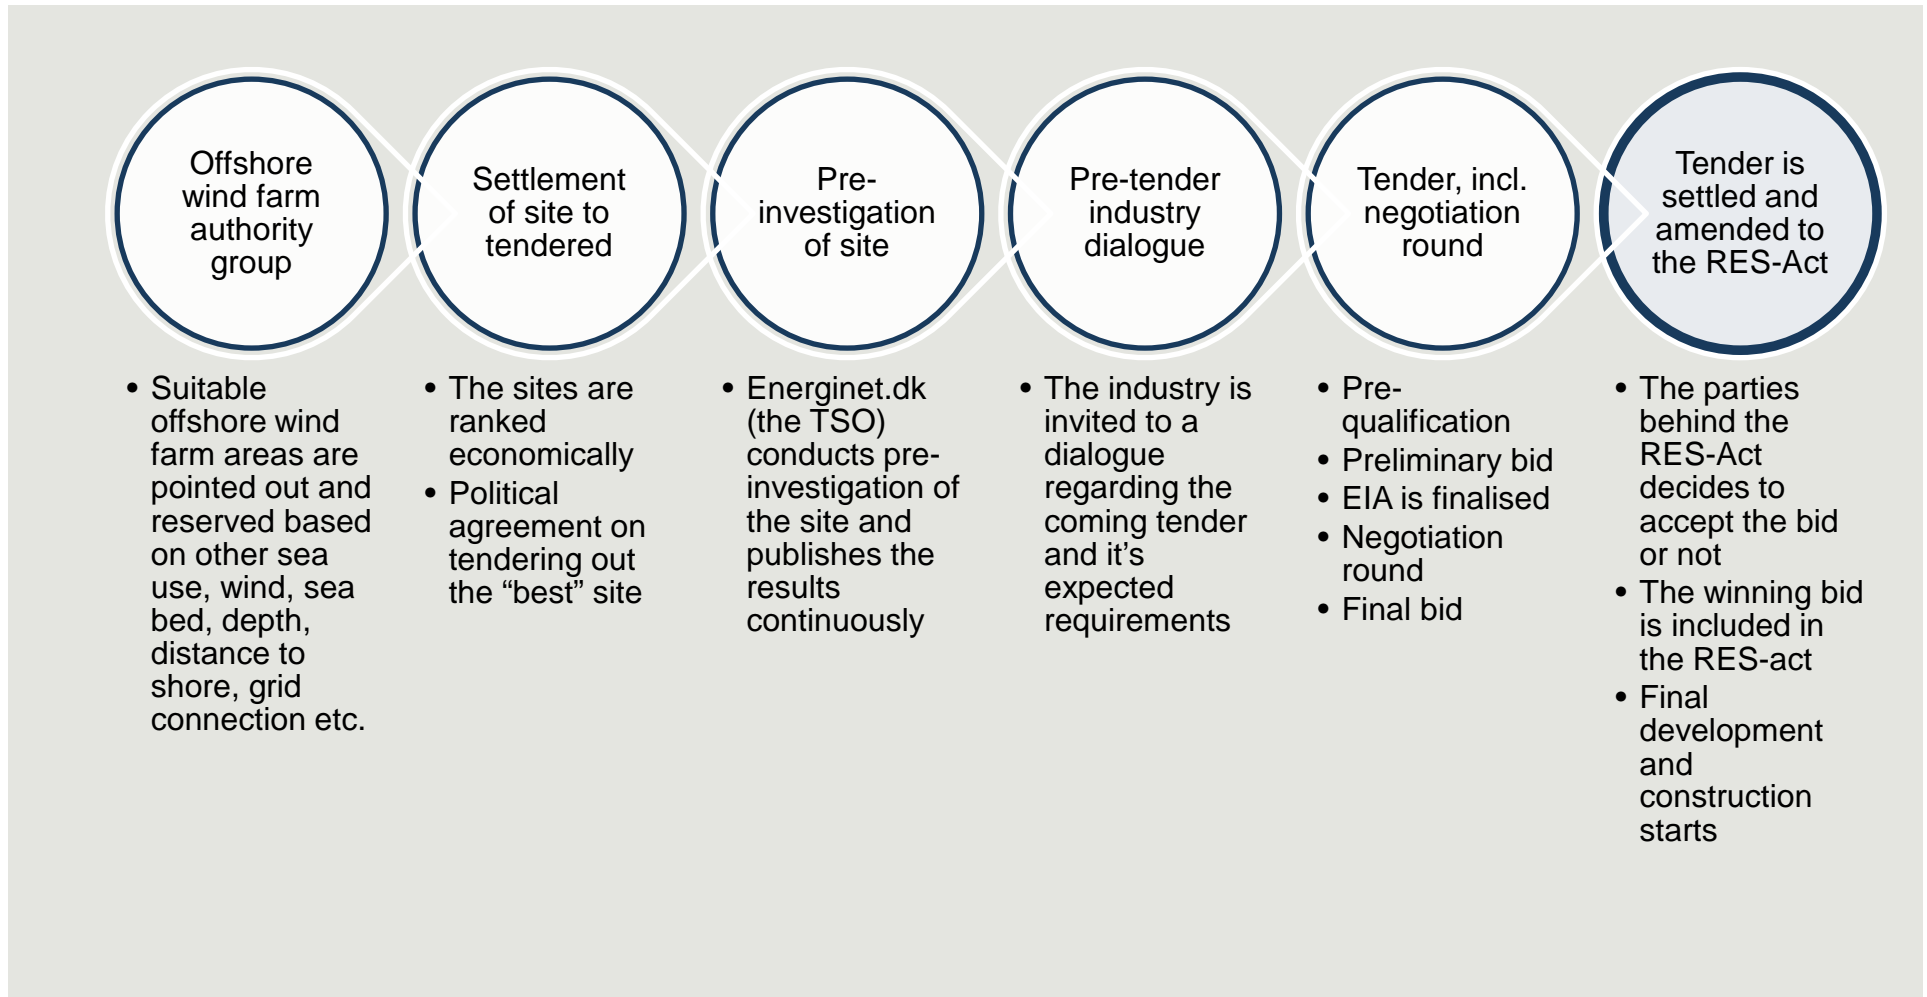 Offshore
wind farm
authority
group
Settlement
of site to
tendered
Pre-
investigation
of site
Pre-tender
industry
dialogue
Tender, incl.
negotiation
round
Tender is
settled and
amended to
the RES-Act
• Suitable
offshore wind
farm areas are
pointed out and
reserved based
on other sea
use, wind, sea
bed, depth,
distance to
shore, grid
connection etc.
• The sites are
ranked
economically
• Political
agreement on
tendering out
the “best” site
• Energinet.dk
(the TSO)
conducts pre-
investigation of
the site and
publishes the
results
continuously
• The industry is
invited to a
dialogue
regarding the
coming tender
and it’s
expected
requirements
• Pre-
qualification
• Preliminary bid
• EIA is finalised
• Negotiation
round
• Final bid
• The parties
behind the
RES-Act
decides to
accept the bid
or not
• The winning bid
is included in
the RES-act
• Final
development
and
construction
starts